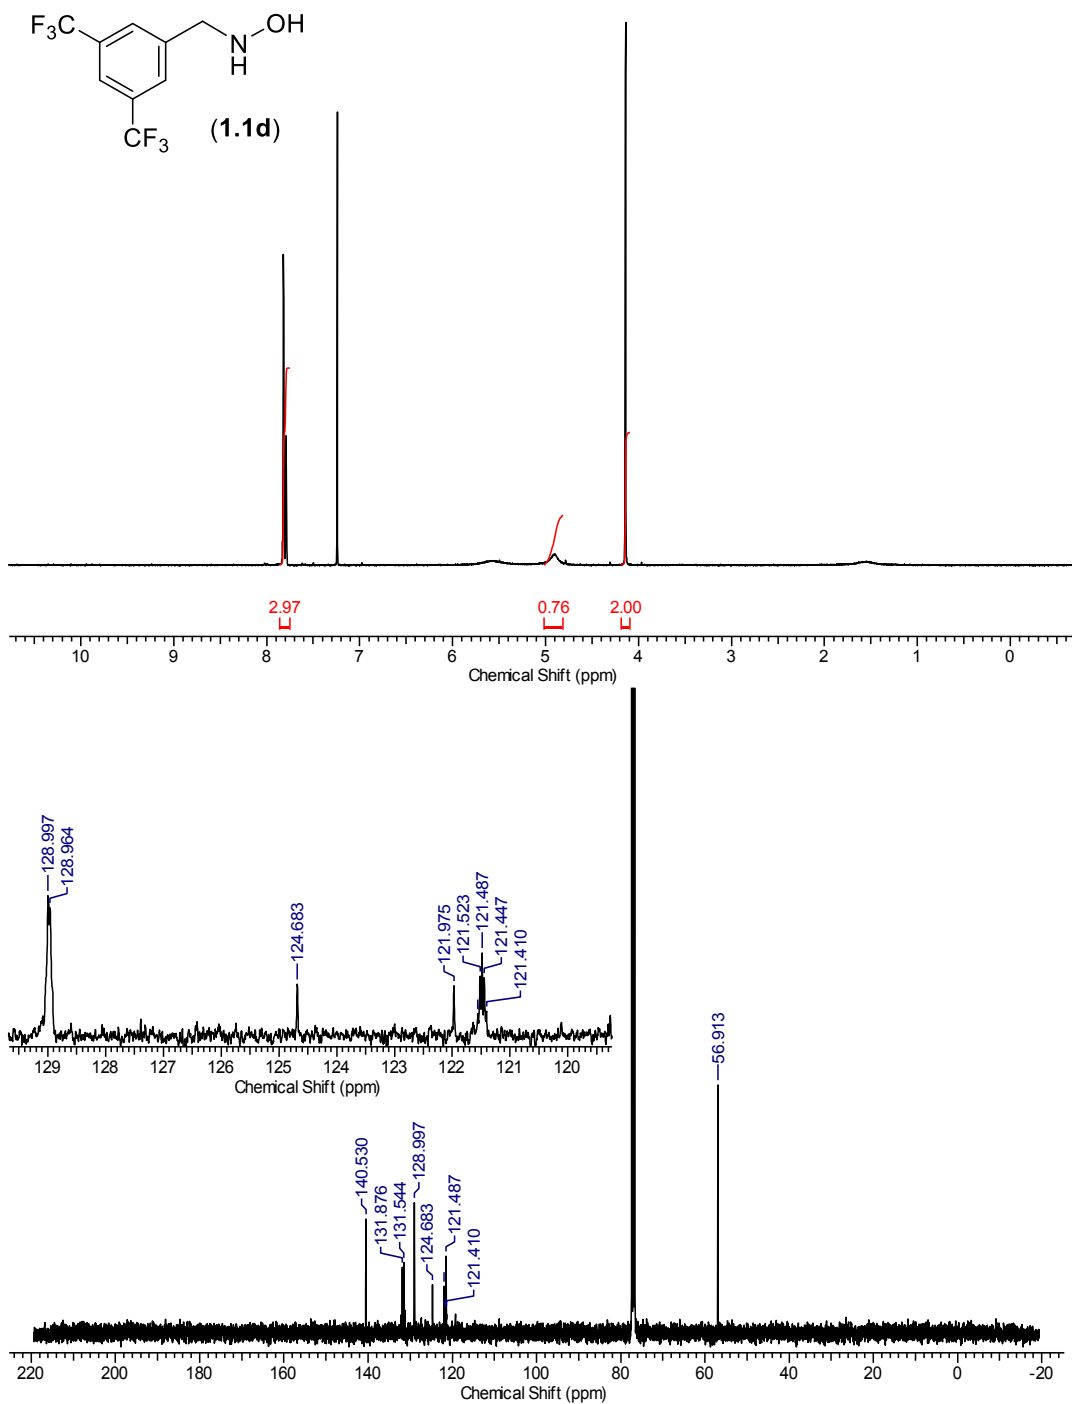 F3C
OH
N
H
CF3
(1.1d)
2.97
0.76
2.00
10 9 8 7 6 5 4 3 2 1 0
Chemical Shift (ppm)
128.997
128.964
124.683
121.975
121.523
121.487
121.447
121.410
129 128 127 126 125 124 123 122 121 120
Chemical Shift (ppm)
140.530
131.876
131.544
128.997
124.683
121.487
121.410
56.913
220 200 180 160 140 120 100 80 60 40 20 0 -20
Chemical Shift (ppm)